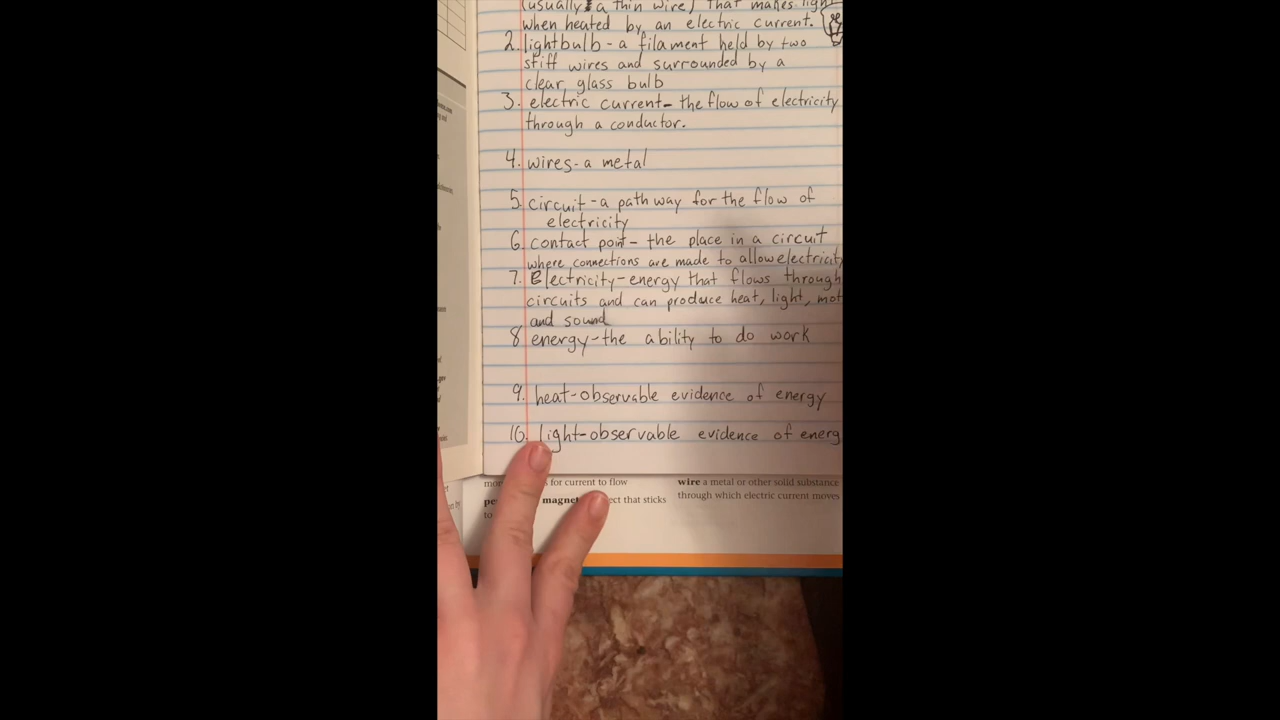 (usually a thin wire) that makes light
when heated by an electric current.
2. lightbulb - a filament held by two
stiff wires and surrounded by a
clear glass bulb
3. electric current - the flow of electricity
through a conductor.
4. wires - a metal
5. circuit - a pathway for the flow of
electricity
6. contact point - the place in a circuit
where connections are made to allow electricity
7. Electricity - energy that flows through
circuits and can produce heat, light, mot
and sound
8 energy - the ability to do work
9. heat - observable evidence of energy
10. light - observable evidence of energ
for current to flow
magnet
ect that sticks
to
wire a metal or other solid substance
through which electric current moves